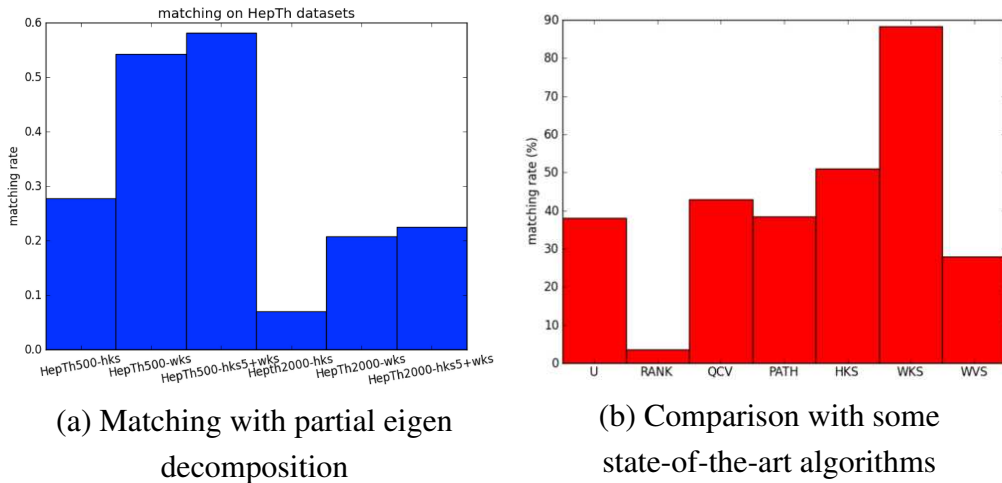 matching on HepTh datasets
matching rate
0.6
0.5
0.4
0.3
0.2
0.1
0.0
HepTh500-hks
HepTh500-wks
HepTh500-hks5+wks
Hepth2000-hks
HepTh2000-wks
HepTh2000-hks5+wks
(a) Matching with partial eigen
decomposition
matching rate (%)
90
80
70
60
50
40
30
20
10
0
U RANK QCV PATH HKS WKS WVS
(b) Comparison with some
state-of-the-art algorithms